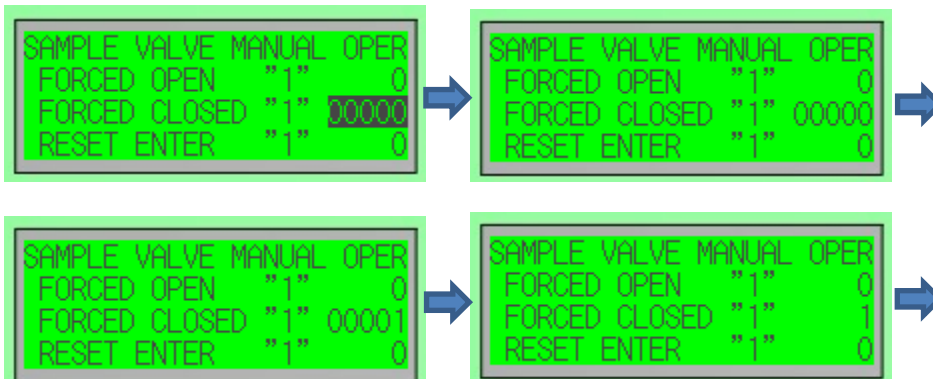 SAMPLE VALVE MANUAL OPER
FORCED OPEN ”1” 0
FORCED CLOSED ”1” 00000
RESET ENTER ”1” 0
SAMPLE VALVE MANUAL OPER
FORCED OPEN ”1” 0
FORCED CLOSED ”1” 00000
RESET ENTER ”1” 0
SAMPLE VALVE MANUAL OPER
FORCED OPEN ”1” 0
FORCED CLOSED ”1” 00001
RESET ENTER ”1” 0
SAMPLE VALVE MANUAL OPER
FORCED OPEN ”1” 0
FORCED CLOSED ”1” 1
RESET ENTER ”1” 0